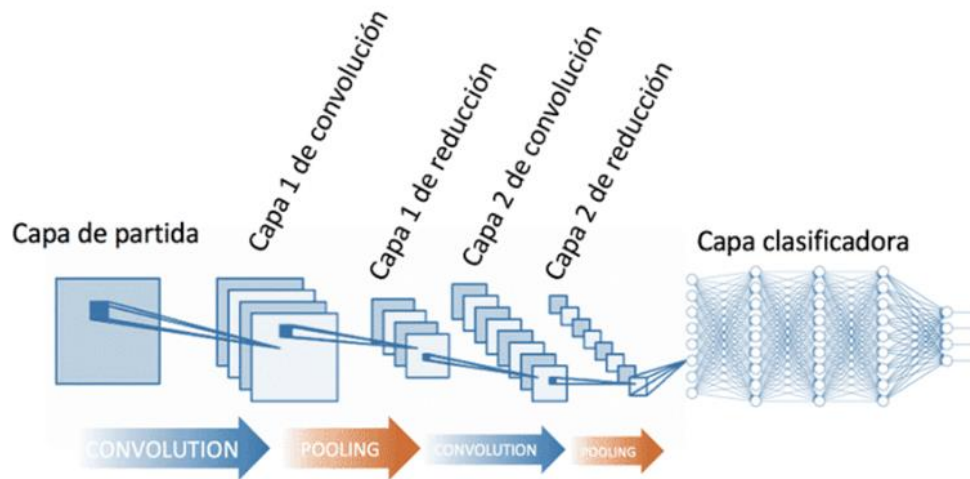 Capa de partida
Capa 1 de convolución
Capa 1 de reducción
Capa 2 de convolución
Capa 2 de reducción
Capa clasificadora
CONVOLUTION
POOLING
CONVOLUTION
POOLING